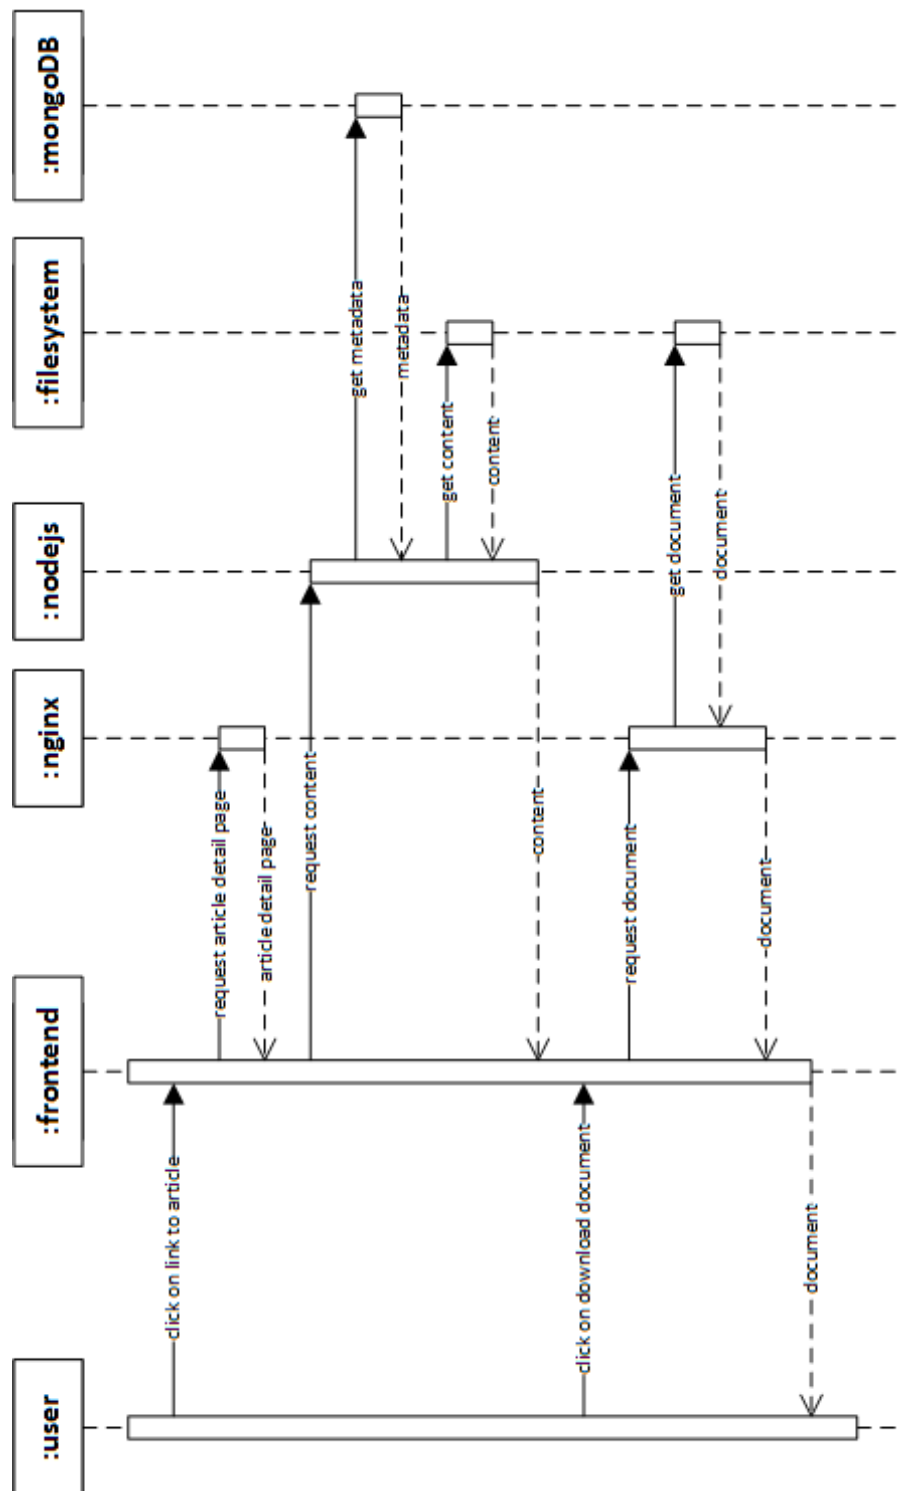 :user
:frontend
:nginx
:nodejs
:filesystem
:mongoDB
click on link to article
request article detail page
article detail page
request content
get metadata
metadata
get content
content
content
click on download document
request document
get document
document
document
document